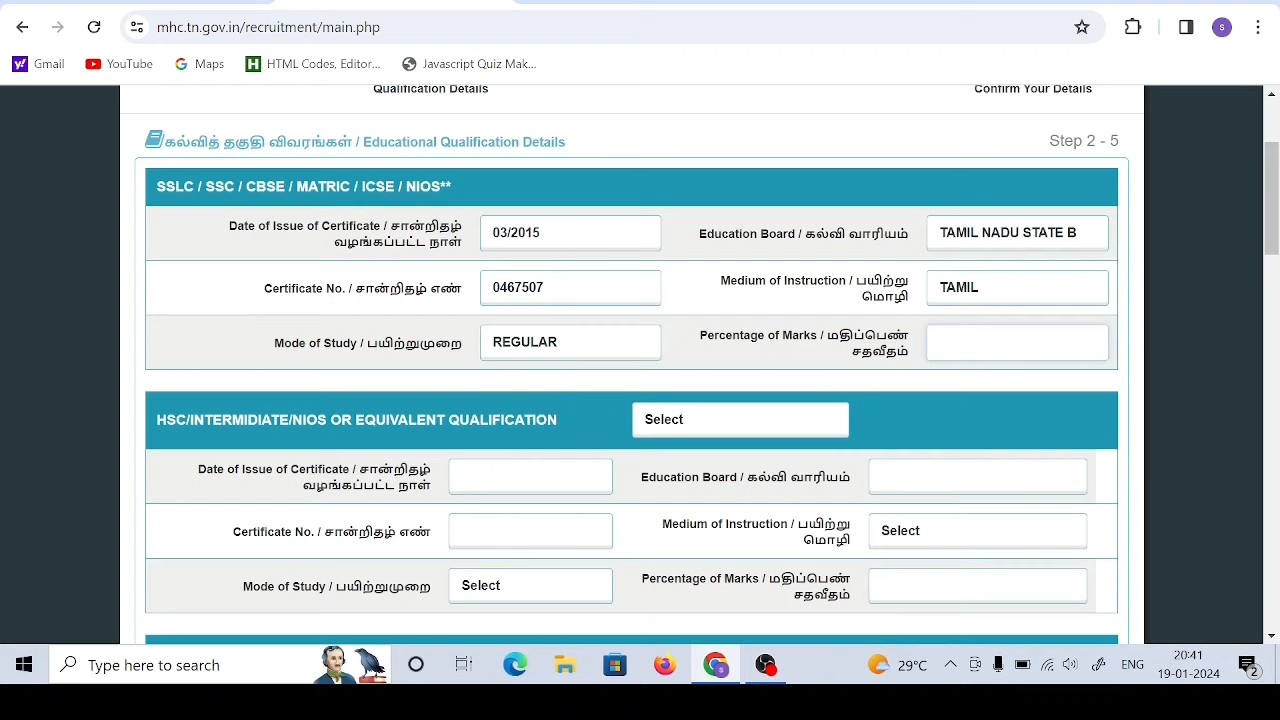 mhc.tn.gov.in/recruitment/main.php
S
Gmail
YouTube
Maps
HTML Codes, Editor...
Javascript Quiz Mak...
Qualification Details
Confirm Your Details
கல்வித் தகுதி விவரங்கள் / Educational Qualification Details
Step 2 - 5
SSLC / SSC / CBSE / MATRIC / ICSE / NIOS**
Date of Issue of Certificate / சான்றிதழ்
வழங்கப்பட்ட நாள்
03/2015
Education Board / கல்வி வாரியம்
TAMIL NADU STATE B
Certificate No. / சான்றிதழ் எண்
0467507
Medium of Instruction / பயிற்று
மொழி
TAMIL
Mode of Study / பயிற்றுமுறை
REGULAR
Percentage of Marks / மதிப்பெண்
சதவீதம்
HSC/INTERMIDIATE/NIOS OR EQUIVALENT QUALIFICATION
Select
Date of Issue of Certificate / சான்றிதழ்
வழங்கப்பட்ட நாள்
Education Board / கல்வி வாரியம்
Certificate No. / சான்றிதழ் எண்
Medium of Instruction / பயிற்று
மொழி
Select
Mode of Study / பயிற்றுமுறை
Select
Percentage of Marks / மதிப்பெண்
சதவீதம்
Type here to search
29°C
ENG
20:41
19-01-2024
2